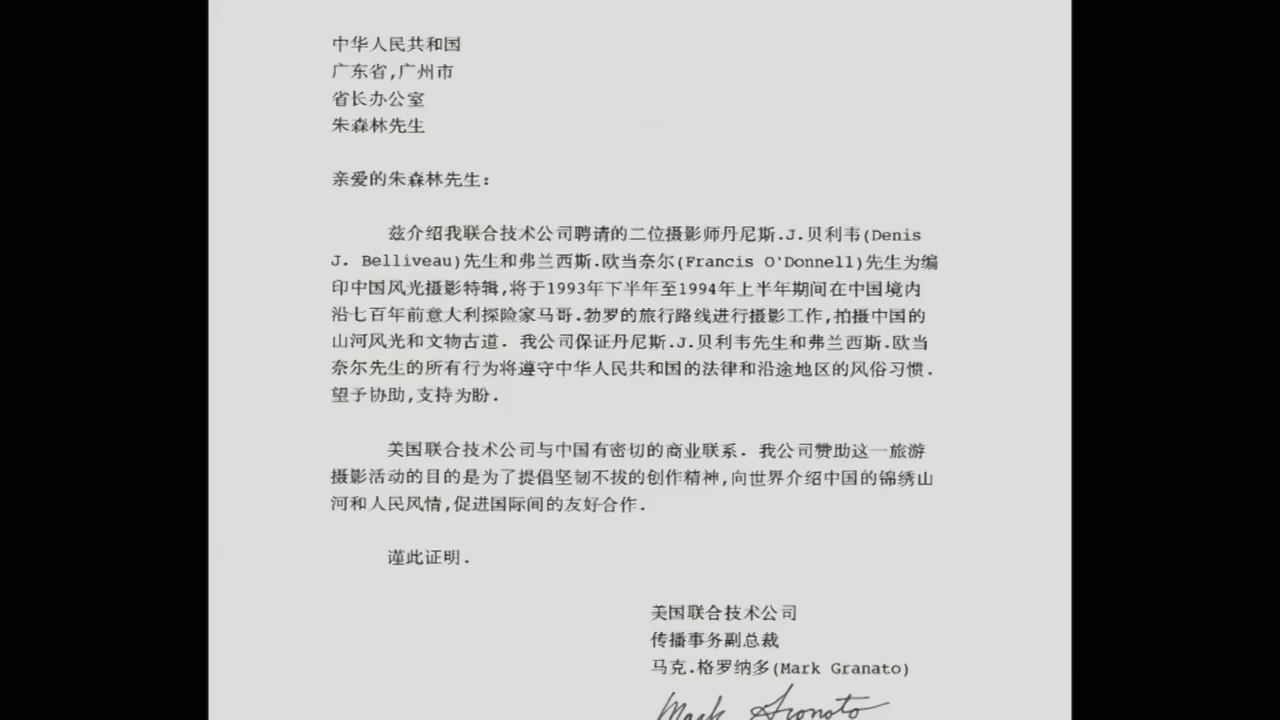 中华人民共和国
广东省,广州市
省长办公室
朱森林先生
亲爱的朱森林先生:
兹介绍我联合技术公司聘请的二位摄影师丹尼斯.J.贝利韦(Denis
J. Belliveau)先生和弗兰西斯.欧当奈尔(Francis O'Donnell)先生为编
印中国风光摄影特辑,将于1993年下半年至1994年上半年期间在中国境内
沿七百年前意大利探险家马哥.勃罗的旅行路线进行摄影工作,拍摄中国的
山河风光和文物古道. 我公司保证丹尼斯.J.贝利韦先生和弗兰西斯.欧当
奈尔先生的所有行为将遵守中华人民共和国的法律和沿途地区的风俗习惯.
望予协助,支持为盼.
美国联合技术公司与中国有密切的商业联系. 我公司赞助这一旅游
摄影活动的目的是为了提倡坚韧不拔的创作精神,向世界介绍中国的锦绣山
河和人民风情,促进国际间的友好合作.
谨此证明.
美国联合技术公司
传播事务副总裁
马克.格罗纳多(Mark Granato)
Mark Granato